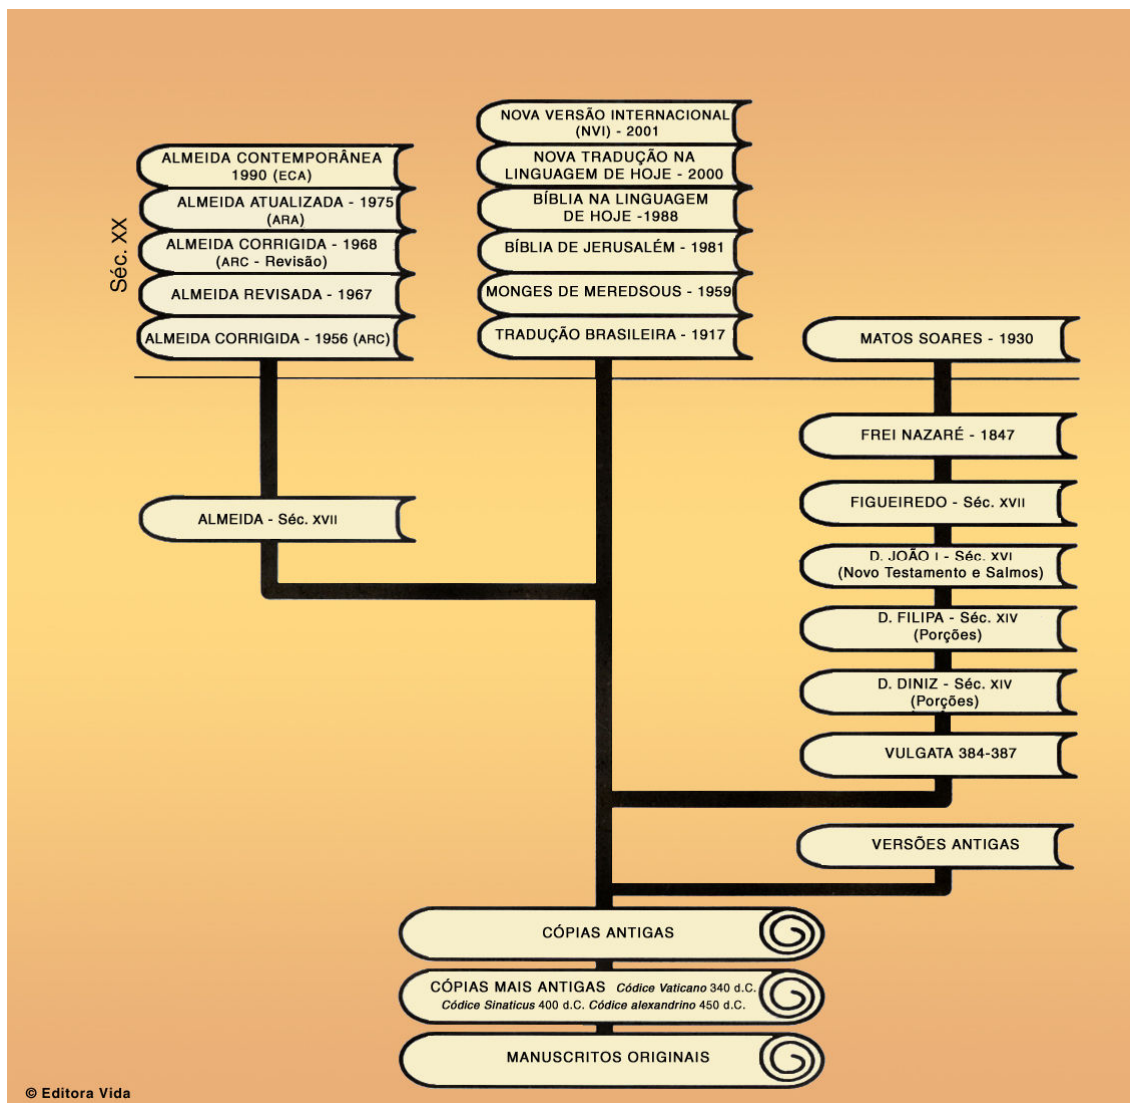 NOVA VERSÃO INTERNACIONAL
(NVI) - 2001
NOVA TRADUÇÃO NA
LINGUAGEM DE HOJE - 2000
BÍBLIA NA LINGUAGEM
DE HOJE -1988
BÍBLIA DE JERUSALÉM - 1981
MONGES DE MEREDSOUS - 1959
TRADUÇÃO BRASILEIRA - 1917
Séc. XX
ALMEIDA CONTEMPORÂNEA
1990 (ECA)
ALMEIDA ATUALIZADA - 1975
(ARA)
ALMEIDA CORRIGIDA - 1968
(ARC - Revisão)
ALMEIDA REVISADA - 1967
ALMEIDA CORRIGIDA - 1956 (ARC)
ALMEIDA - Séc. XVII
MATOS SOARES - 1930
FREI NAZARÉ - 1847
FIGUEIREDO - Séc. XVII
D. JOÃO I - Séc. XVI
(Novo Testamento e Salmos)
D. FILIPA - Séc. XIV
(Porções)
D. DINIZ - Séc. XIV
(Porções)
VULGATA 384-387
VERSÕES ANTIGAS
CÓPIAS ANTIGAS
CÓPIAS MAIS ANTIGAS Códice Vaticano 340 d.C.
Códice Sinaticus 400 d.C. Códice alexandrino 450 d.C.
MANUSCRITOS ORIGINAIS
© Editora Vida